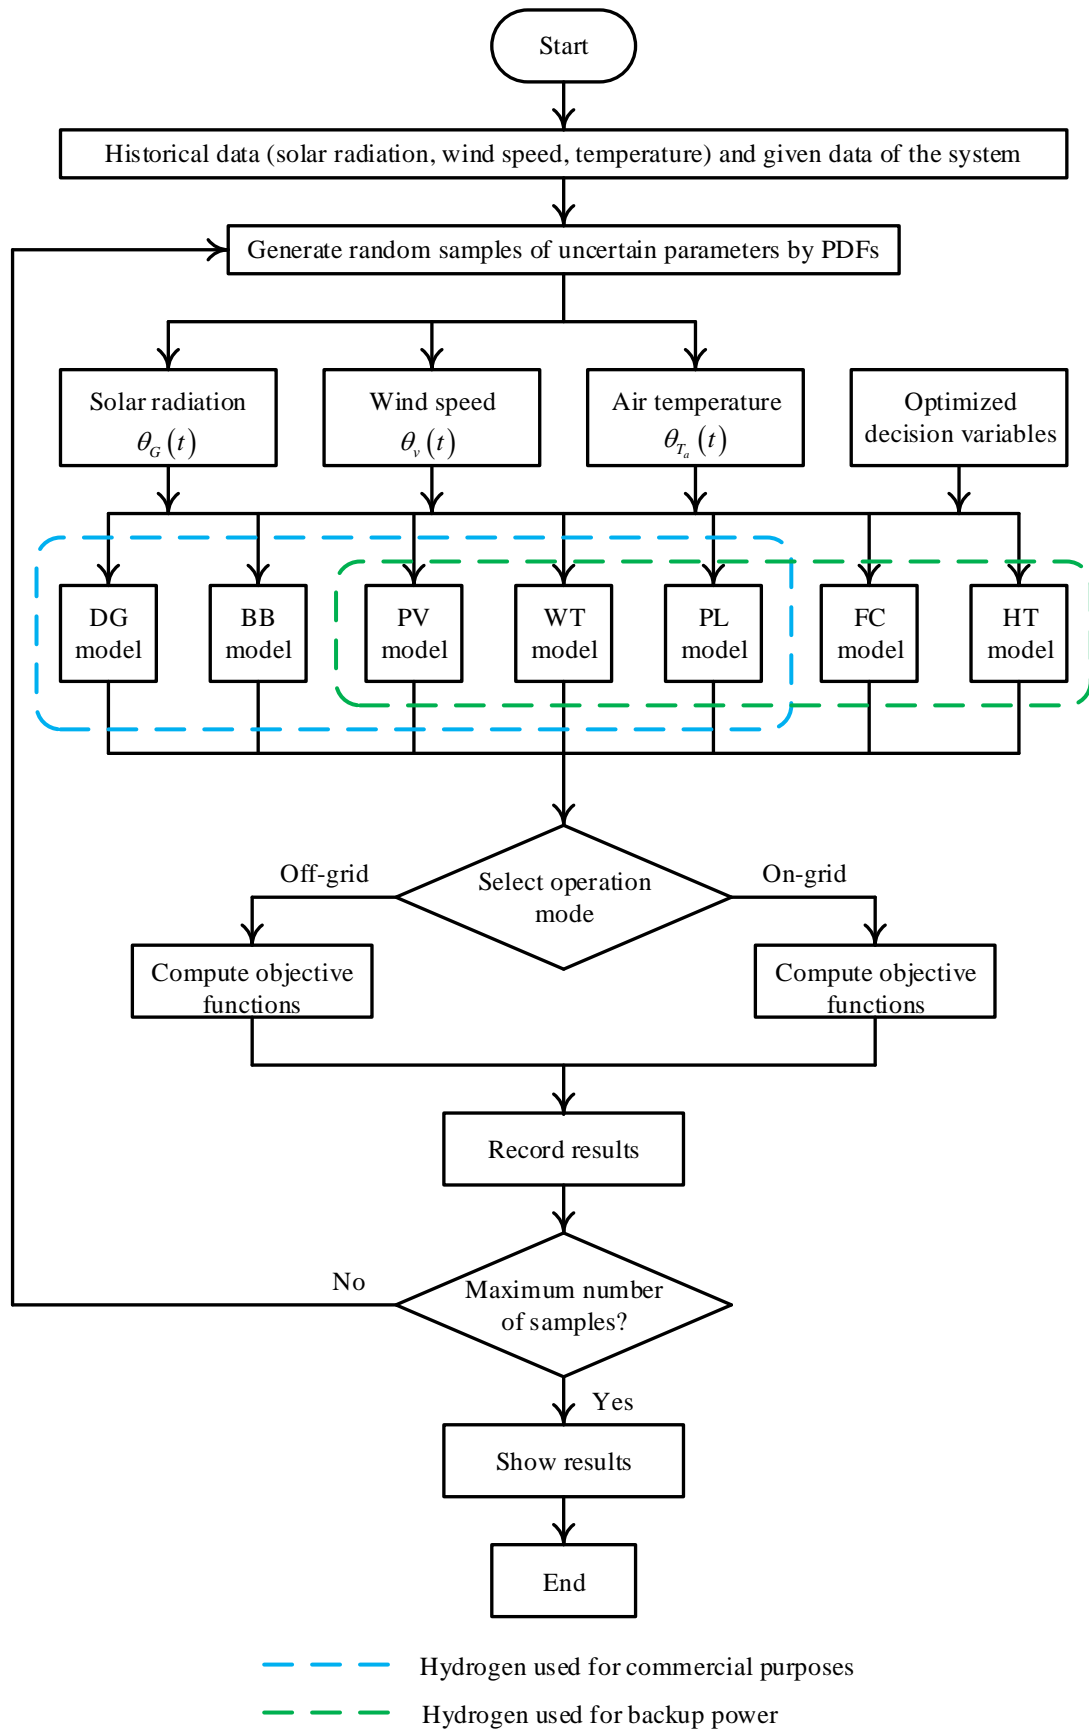 Start
Historical data (solar radiation, wind speed, temperature) and given data of the system
Generate random samples of uncertain parameters by PDFs
Solar radiation
θ_G(t)
Wind speed
θ_v(t)
Air temperature
θ_{T_a}(t)
Optimized
decision variables
DG
model
BB
model
PV
model
WT
model
PL
model
FC
model
HT
model
Off-grid
Select operation
mode
On-grid
Compute objective
functions
Compute objective
functions
Record results
No
Maximum number
of samples?
Yes
Show results
End
Hydrogen used for commercial purposes
Hydrogen used for backup power